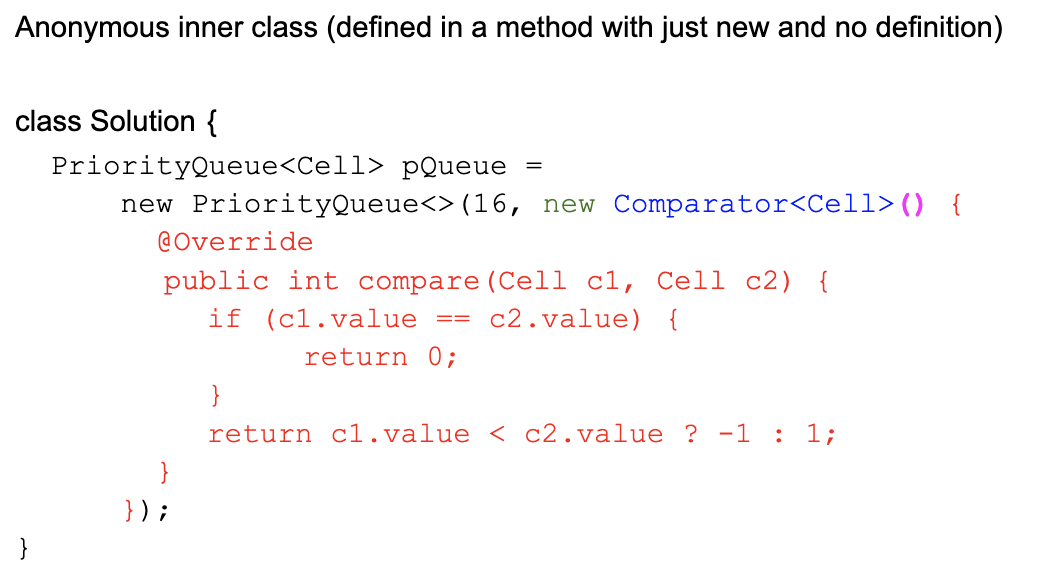 Anonymous inner class (defined in a method with just new and no definition)
class Solution {
PriorityQueue<Cell> pQueue =
new PriorityQueue<>(16, new Comparator<Cell>() {
@Override
public int compare(Cell c1, Cell c2) {
if (c1.value == c2.value) {
return 0;
}
return c1.value < c2.value ? -1 : 1;
}
});
}